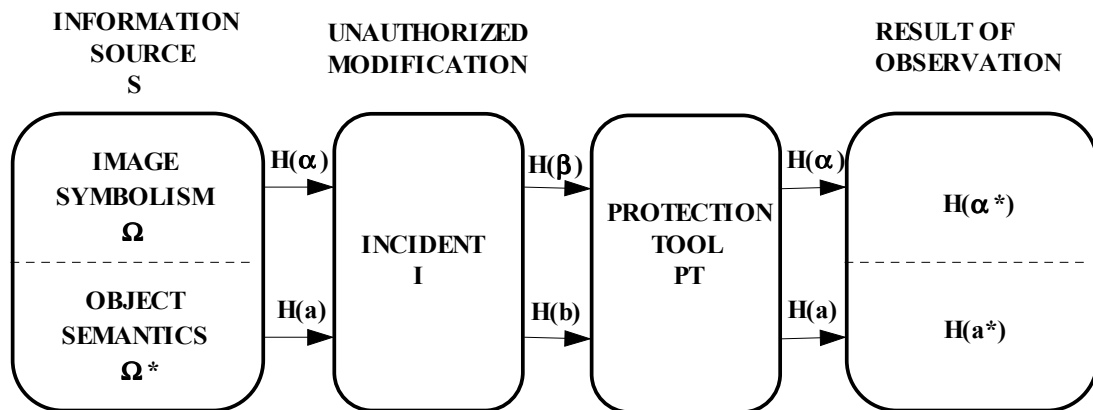 INFORMATION
SOURCE
S
UNAUTHORIZED
MODIFICATION
RESULT OF
OBSERVATION
IMAGE
SYMBOLISM
Ω
OBJECT
SEMANTICS
Ω*
H(α)
H(a)
INCIDENT
I
H(β)
H(b)
PROTECTION
TOOL
PT
H(α)
H(a)
H(α*)
H(a*)